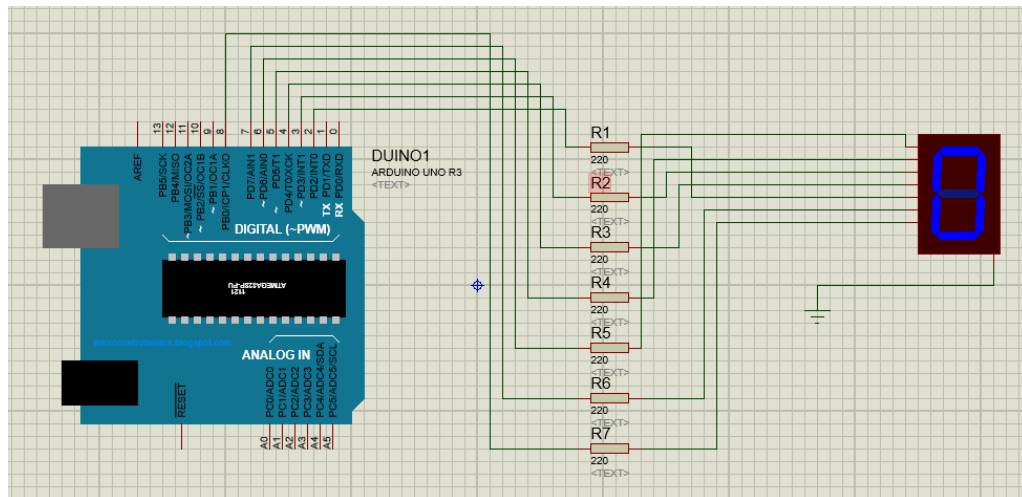 13
12
11
10
9
8
7
6
5
4
3
2
1
0
AREF
PB5/SCK
PB4/MISO
~PB3/MOSI/OC2A
~PB2/SS/OC1B
~PB1/OC1A
PB0/ICP1/CLKO
PD7/AIN1
~PD6/AIN0
~PD5/T1
PD4/T0/XCK
~PD3/INT1
PD2/INT0
TX PD1/TXD
RX PD0/RXD
DIGITAL (~PWM)
DUINO1
ARDUINO UNO R3
<TEXT>
1121
ATMEGA328P-PU
microcontrolandos.blogspot.com
ANALOG IN
RESET
PC0/ADC0
PC1/ADC1
PC2/ADC2
PC3/ADC3
PC4/ADC4/SDA
PC5/ADC5/SCL
A0
A1
A2
A3
A4
A5
R1
220
<TEXT>
R2
220
<TEXT>
R3
220
<TEXT>
R4
220
<TEXT>
R5
220
<TEXT>
R6
220
<TEXT>
R7
220
<TEXT>